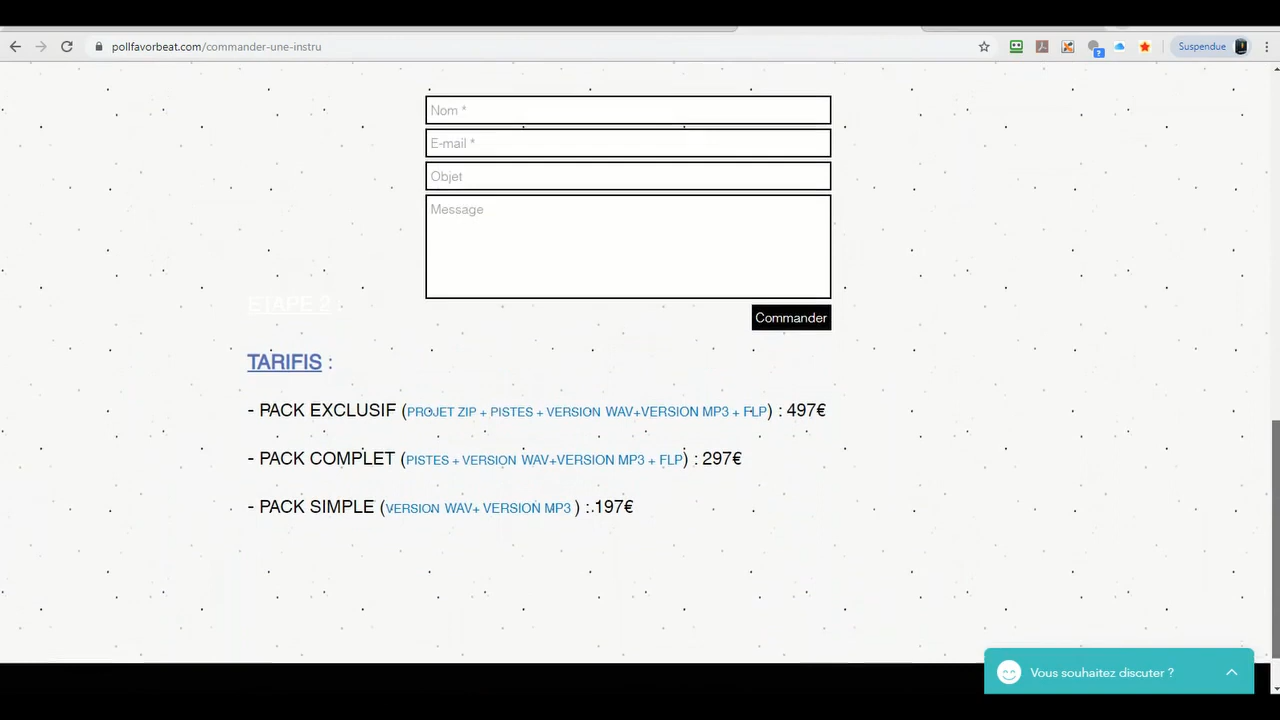 pollfavorbeat.com/commander-une-instru
Suspendue
Nom *
E-mail *
Objet
Message
ETAPE 2 :
Commander
TARIFIS :
- PACK EXCLUSIF (PROJET ZIP + PISTES + VERSION WAV+VERSION MP3 + FLP) : 497€
- PACK COMPLET (PISTES + VERSION WAV+VERSION MP3 + FLP) : 297€
- PACK SIMPLE (VERSION WAV+ VERSION MP3 ) : 197€
Vous souhaitez discuter ?